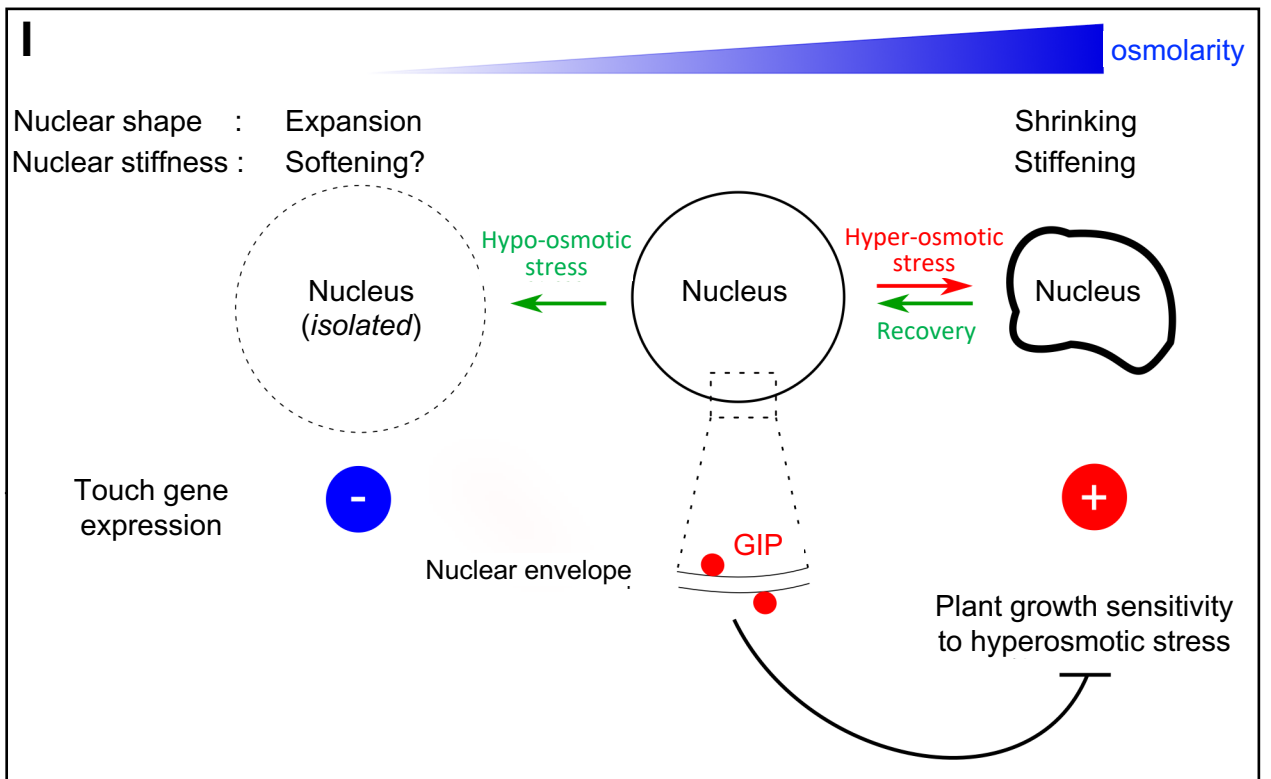 I
osmolarity
Nuclear shape : Expansion Shrinking
Nuclear stiffness : Softening? Stiffening
Hypo-osmotic
stress
Hyper-osmotic
stress
Nucleus
(isolated)
Nucleus
Nucleus
Recovery
Touch gene
expression
-
+
GIP
Nuclear envelope
Plant growth sensitivity
to hyperosmotic stress